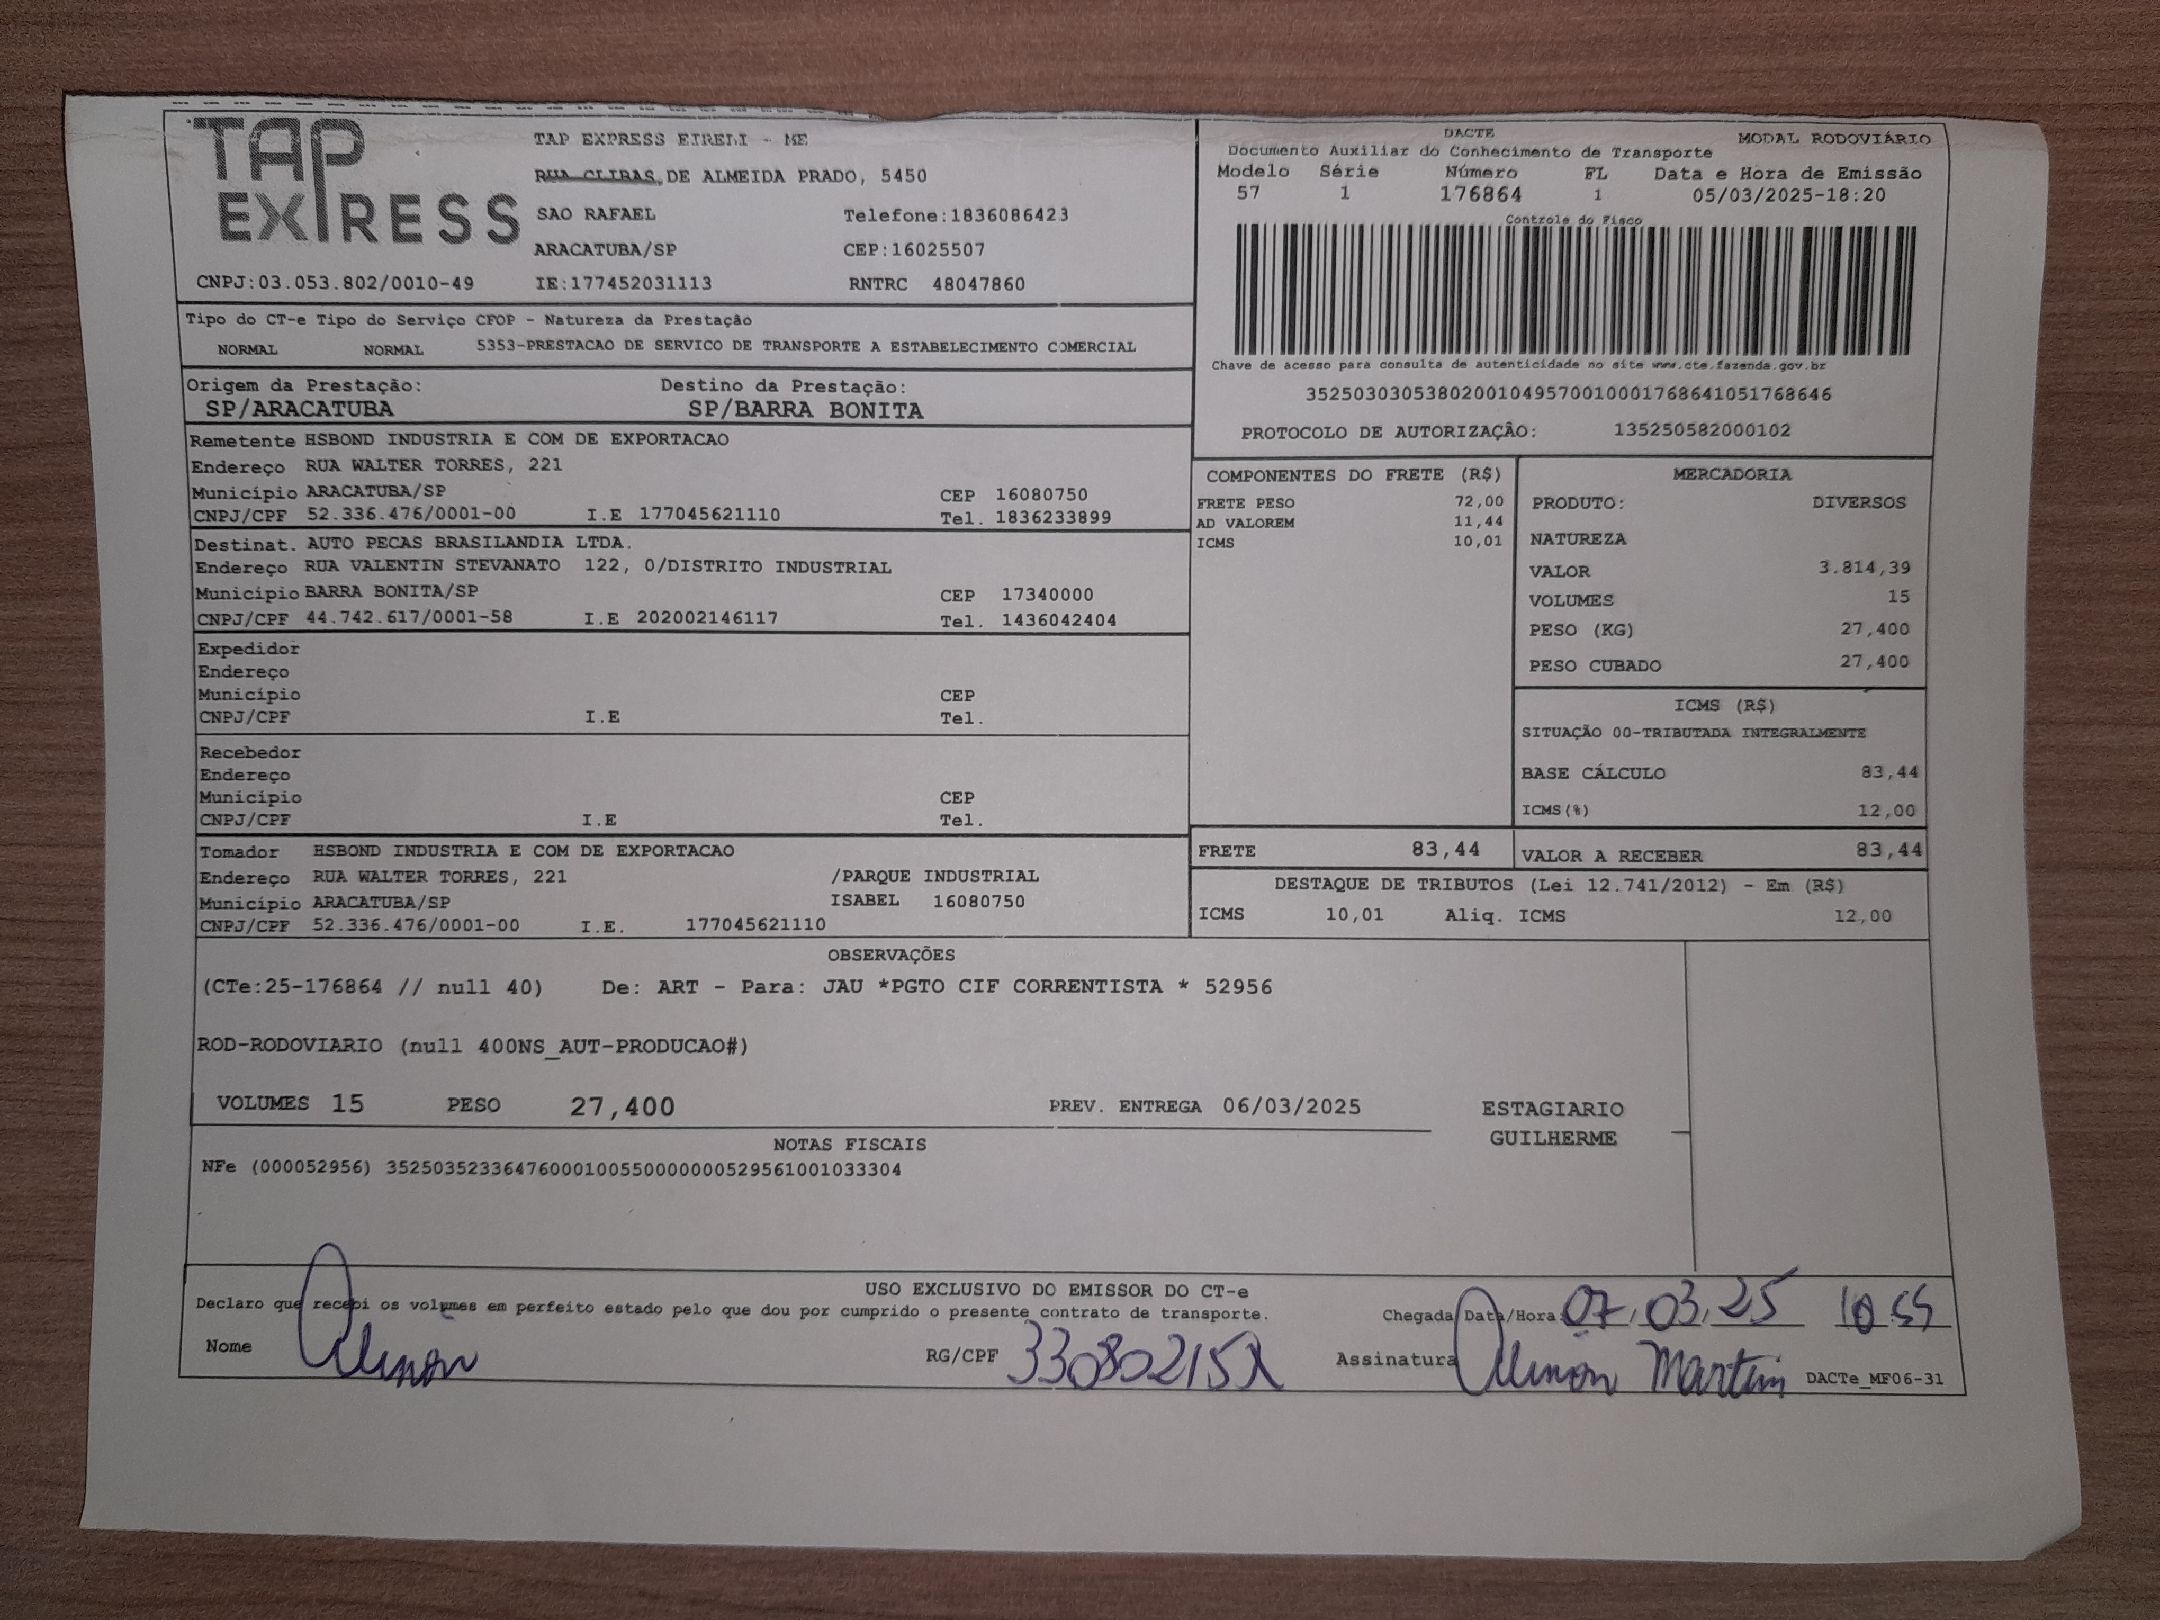 TAP EXPRESS
TAP EXPRESS EIRELI - ME
RUA CLIBAS DE ALMEIDA PRADO, 5450
SAO RAFAEL Telefone:1836086423
ARACATUBA/SP CEP:16025507
CNPJ:03.053.802/0010-49 IE:177452031113 RNTRC 48047860
DACTE MODAL RODOVIÁRIO
Documento Auxiliar do Conhecimento de Transporte
Modelo Série Número FL Data e Hora de Emissão
57 1 176864 1 05/03/2025-18:20
Controle do Fisco
Chave de acesso para consulta de autenticidade no site www.cte.fazenda.gov.br
35250303053802001049570010001768641051768646
PROTOCOLO DE AUTORIZAÇÃO: 135250582000102
Tipo do CT-e Tipo do Serviço CFOP - Natureza da Prestação
NORMAL NORMAL 5353-PRESTACAO DE SERVICO DE TRANSPORTE A ESTABELECIMENTO COMERCIAL
Origem da Prestação: Destino da Prestação:
SP/ARACATUBA SP/BARRA BONITA
Remetente HSBOND INDUSTRIA E COM DE EXPORTACAO
Endereço RUA WALTER TORRES, 221
Município ARACATUBA/SP CEP 16080750
CNPJ/CPF 52.336.476/0001-00 I.E 177045621110 Tel. 1836233899
Destinat. AUTO PECAS BRASILANDIA LTDA.
Endereço RUA VALENTIN STEVANATO 122, 0/DISTRITO INDUSTRIAL
Município BARRA BONITA/SP CEP 17340000
CNPJ/CPF 44.742.617/0001-58 I.E 202002146117 Tel. 1436042404
Expedidor
Endereço
Município CEP
CNPJ/CPF I.E Tel.
Recebedor
Endereço
Município CEP
CNPJ/CPF I.E Tel.
Tomador HSBOND INDUSTRIA E COM DE EXPORTACAO
Endereço RUA WALTER TORRES, 221 /PARQUE INDUSTRIAL
Município ARACATUBA/SP ISABEL 16080750
CNPJ/CPF 52.336.476/0001-00 I.E. 177045621110
COMPONENTES DO FRETE (R$)
FRETE PESO 72,00
AD VALOREM 11,44
ICMS 10,01
MERCADORIA
PRODUTO: DIVERSOS
NATUREZA
VALOR 3.814,39
VOLUMES 15
PESO (KG) 27,400
PESO CUBADO 27,400
ICMS (R$)
SITUAÇÃO 00-TRIBUTADA INTEGRALMENTE
BASE CÁLCULO 83,44
ICMS(%) 12,00
FRETE 83,44 VALOR A RECEBER 83,44
DESTAQUE DE TRIBUTOS (Lei 12.741/2012) - Em (R$)
ICMS 10,01 Aliq. ICMS 12,00
OBSERVAÇÕES
(CTe:25-176864 // null 40) De: ART - Para: JAU *PGTO CIF CORRENTISTA * 52956
ROD-RODOVIARIO (null 400NS_AUT-PRODUCAO#)
VOLUMES 15 PESO 27,400 PREV. ENTREGA 06/03/2025 ESTAGIARIO
GUILHERME
NOTAS FISCAIS
NFe (000052956) 35250352336476000100550000000529561001033304
USO EXCLUSIVO DO EMISSOR DO CT-e
Declaro que recebi os volumes em perfeito estado pelo que dou por cumprido o presente contrato de transporte. Chegada Data/Hora 07,03,25 10:55
Nome RG/CPF 33080215X Assinatura Martin DACTe_MF06-31